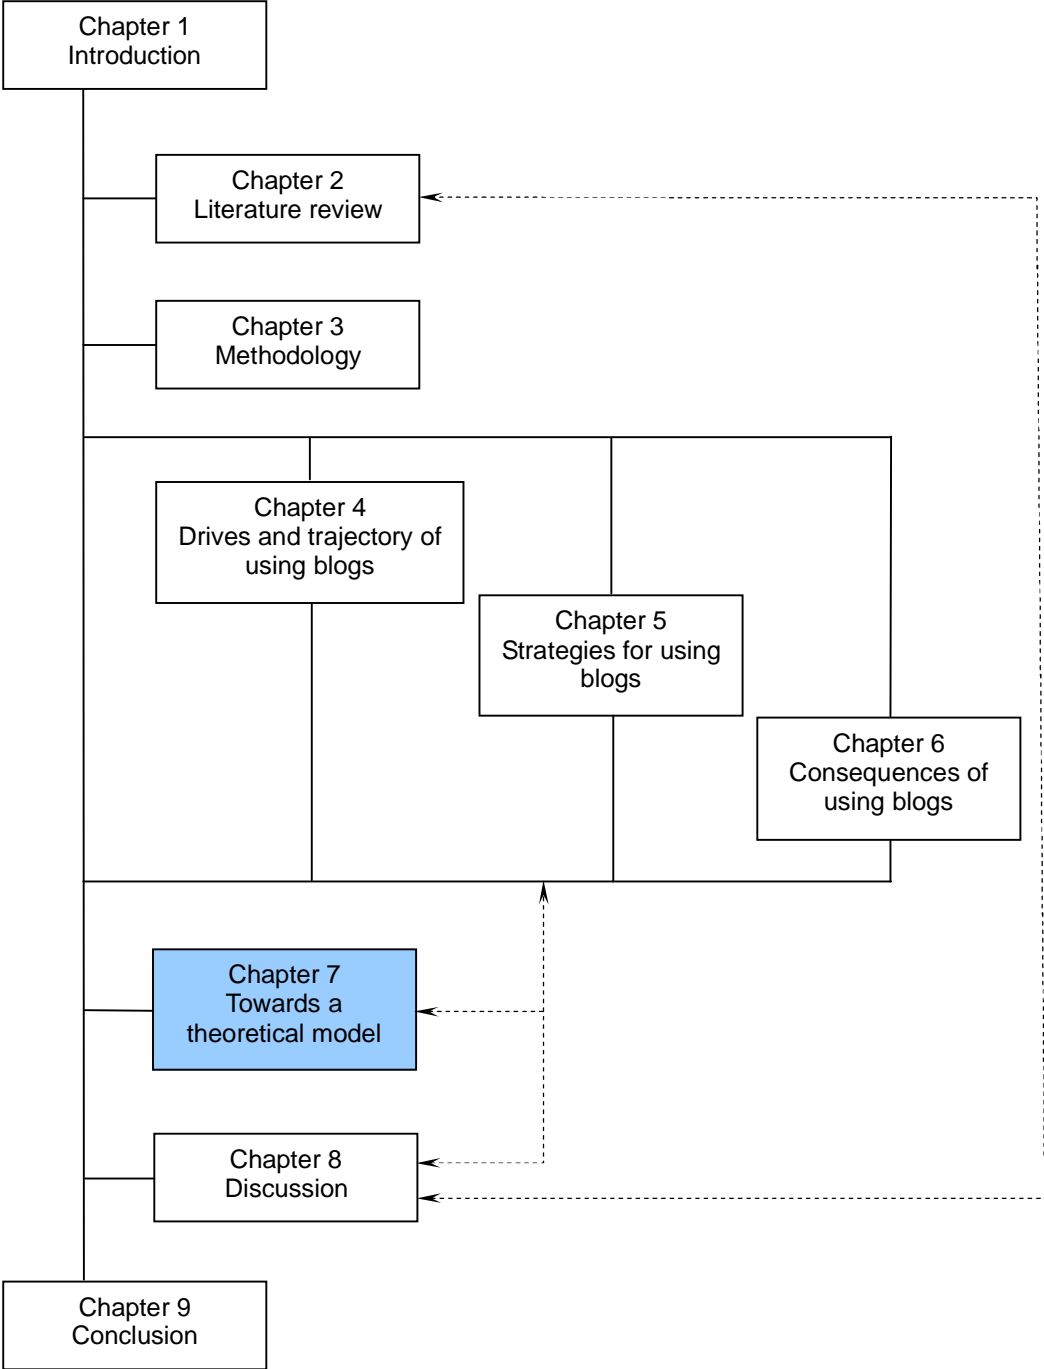 Chapter 1
Introduction
Chapter 2
Literature review
Chapter 3
Methodology
Chapter 4
Drives and trajectory of
using blogs
Chapter 5
Strategies for using
blogs
Chapter 6
Consequences of
using blogs
Chapter 7
Towards a
theoretical model
Chapter 8
Discussion
Chapter 9
Conclusion